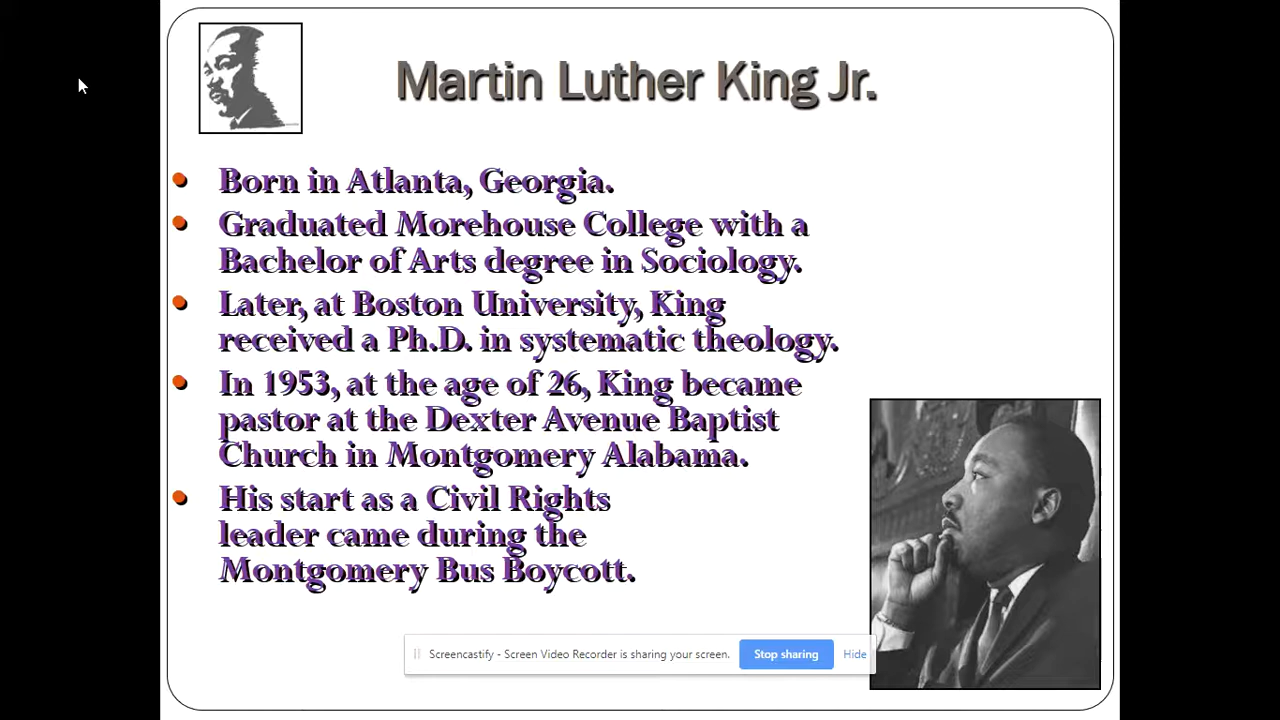 Martin Luther King Jr.
• Born in Atlanta, Georgia.
• Graduated Morehouse College with a
Bachelor of Arts degree in Sociology.
• Later, at Boston University, King
received a Ph.D. in systematic theology.
• In 1953, at the age of 26, King became
pastor at the Dexter Avenue Baptist
Church in Montgomery Alabama.
• His start as a Civil Rights
leader came during the
Montgomery Bus Boycott.
Screencastify - Screen Video Recorder is sharing your screen. Stop sharing Hide